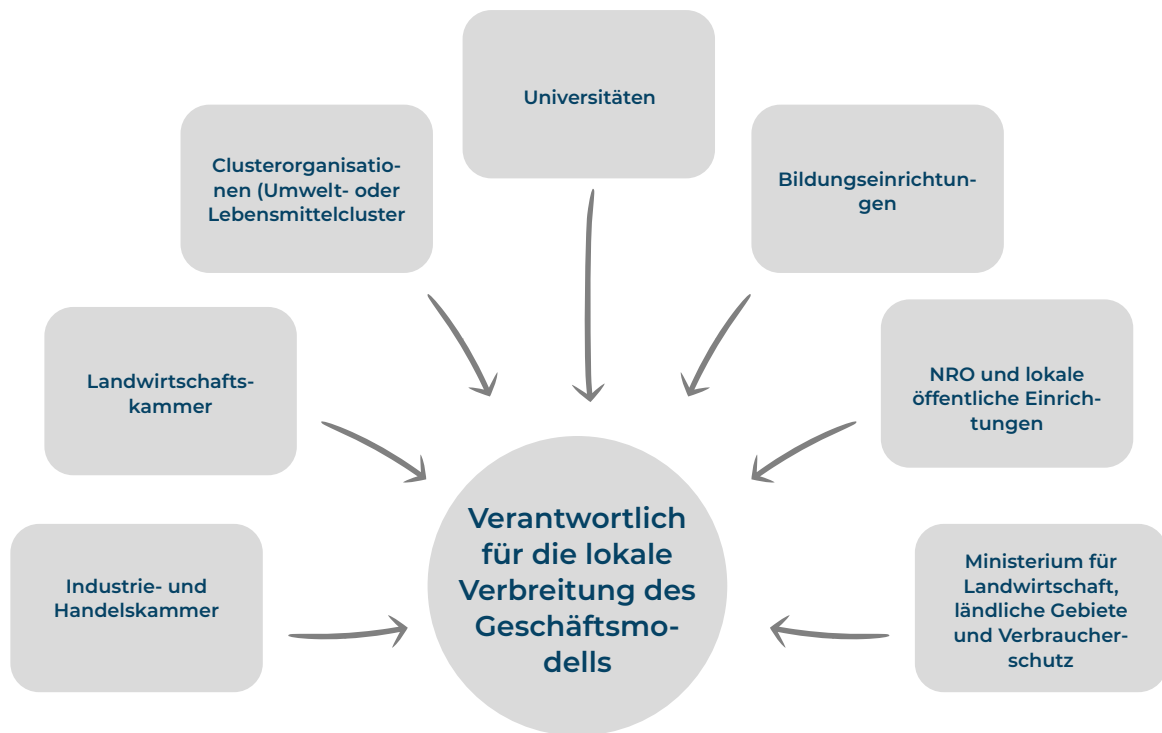 Universitäten
Clusterorganisatio-
nen (Umwelt- oder
Lebensmittelcluster
Bildungseinrichtun-
gen
Landwirtschafts-
kammer
NRO und lokale
öffentliche Einrich-
tungen
Industrie- und
Handelskammer
Verantwortlich
für die lokale
Verbreitung des
Geschäftsmo-
dells
Ministerium für
Landwirtschaft,
ländliche Gebiete
und Verbraucher-
schutz